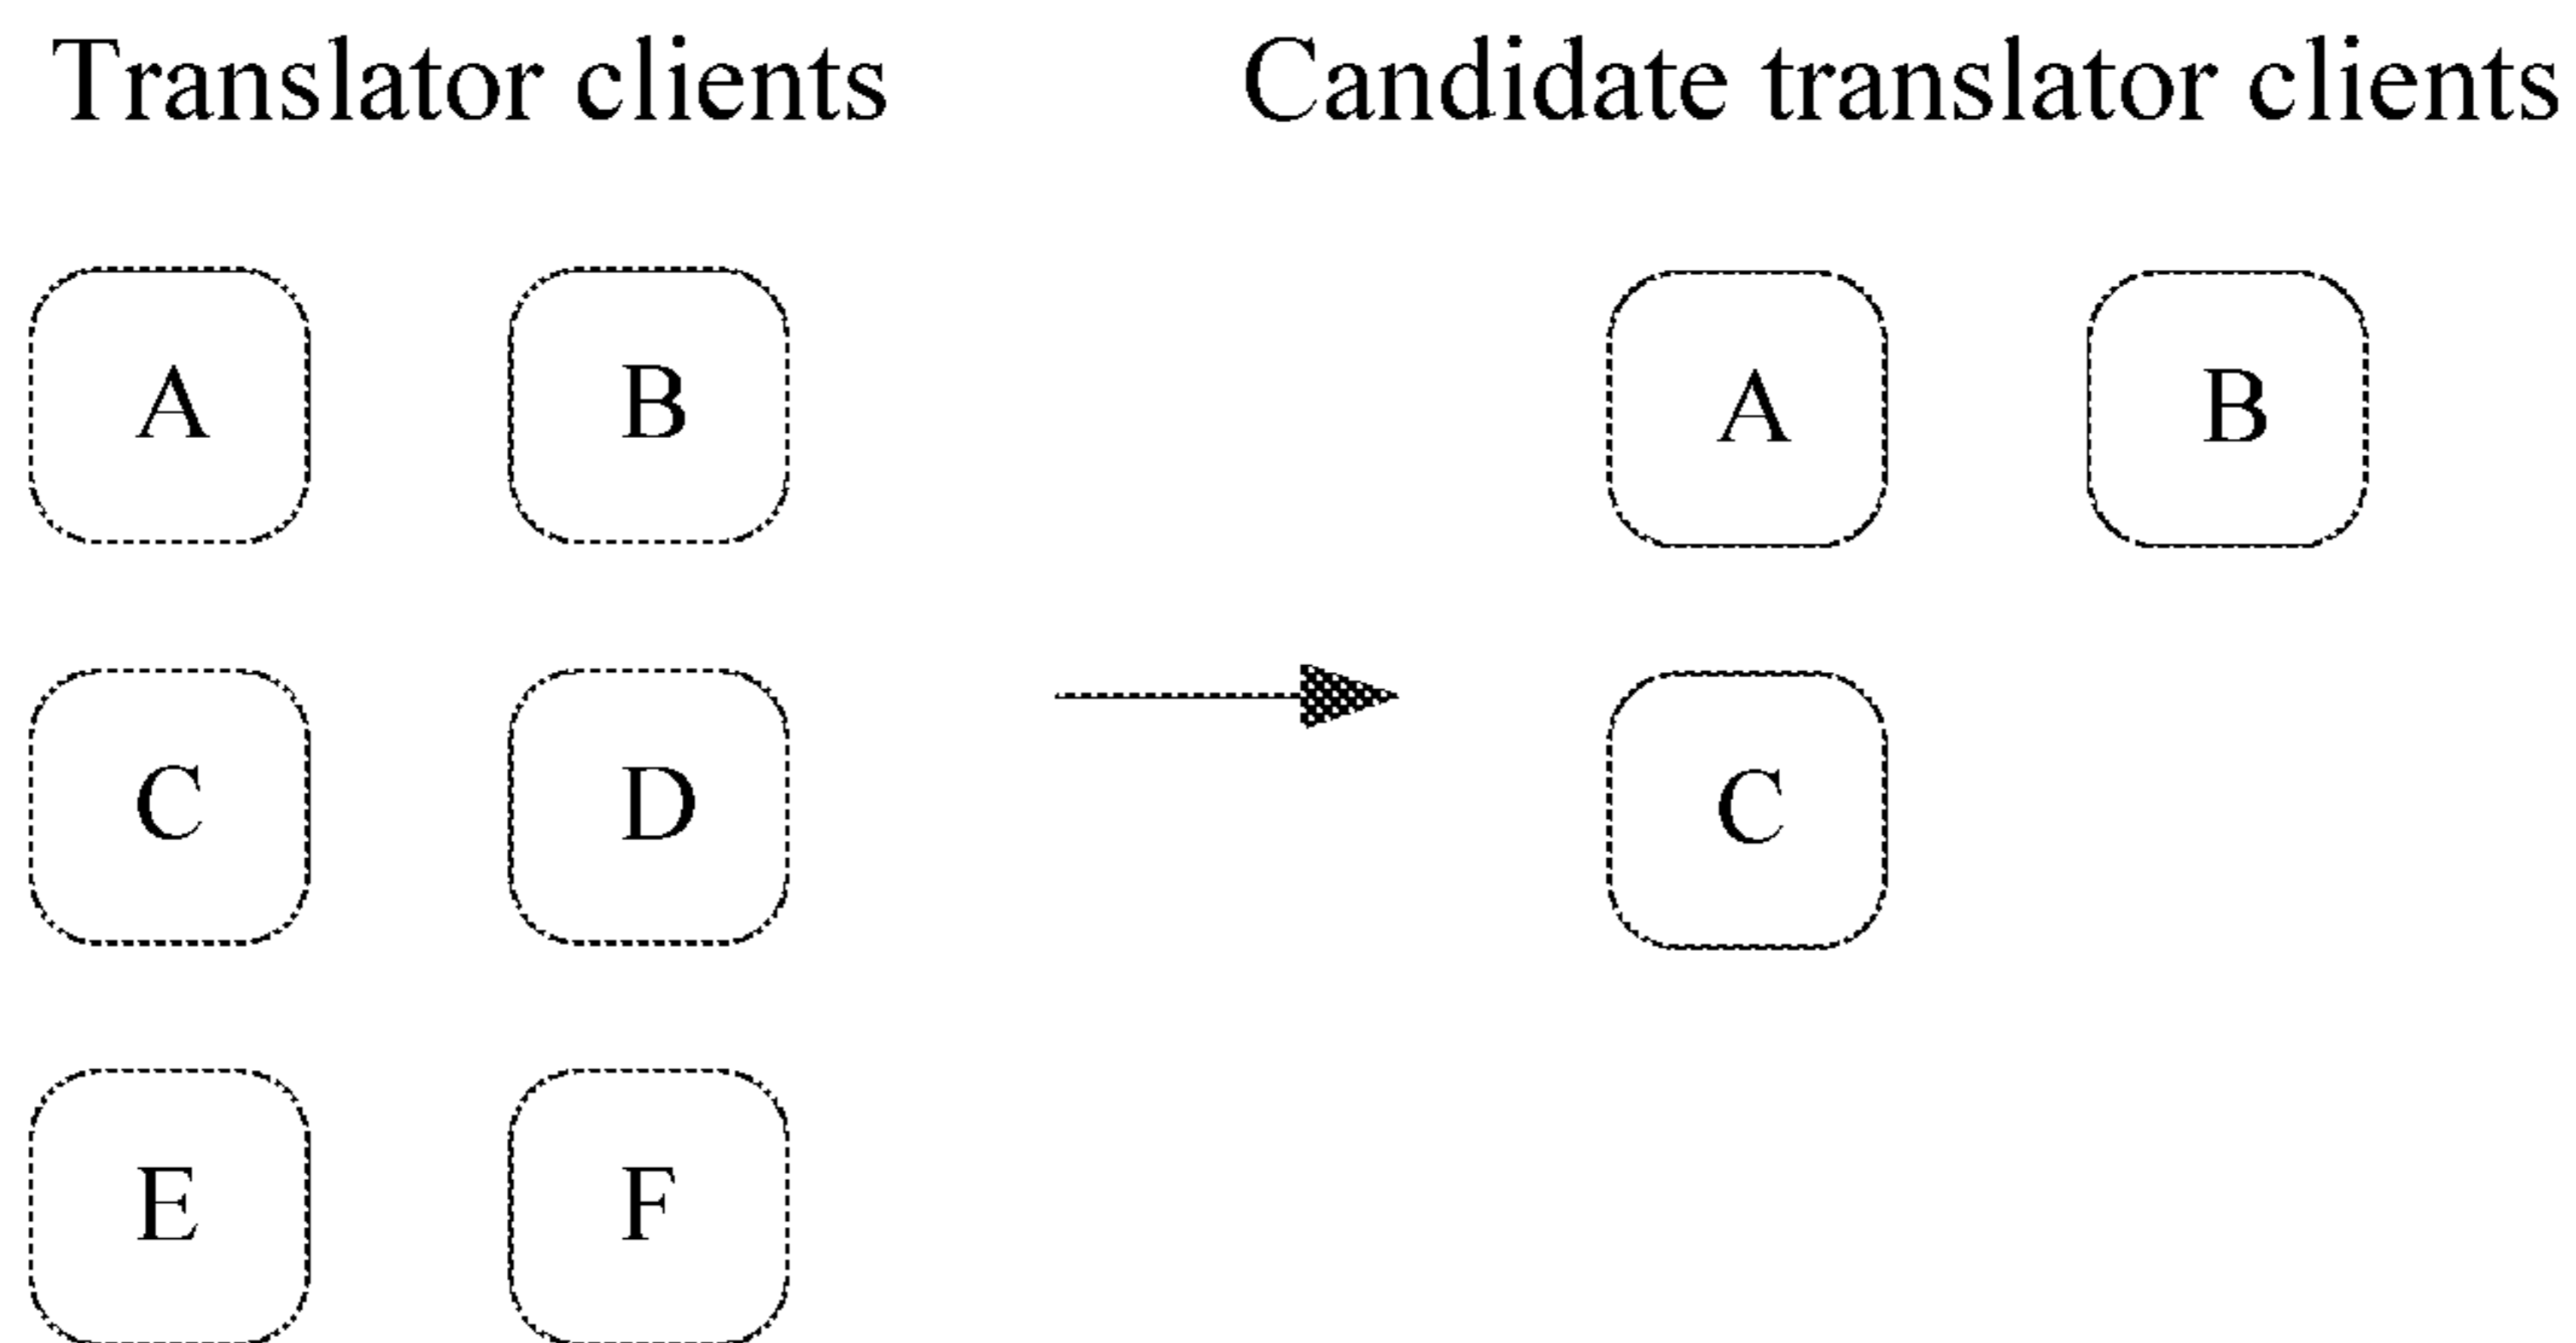 Translator clients
Candidate translator clients
A B
A B
C D
C
E F